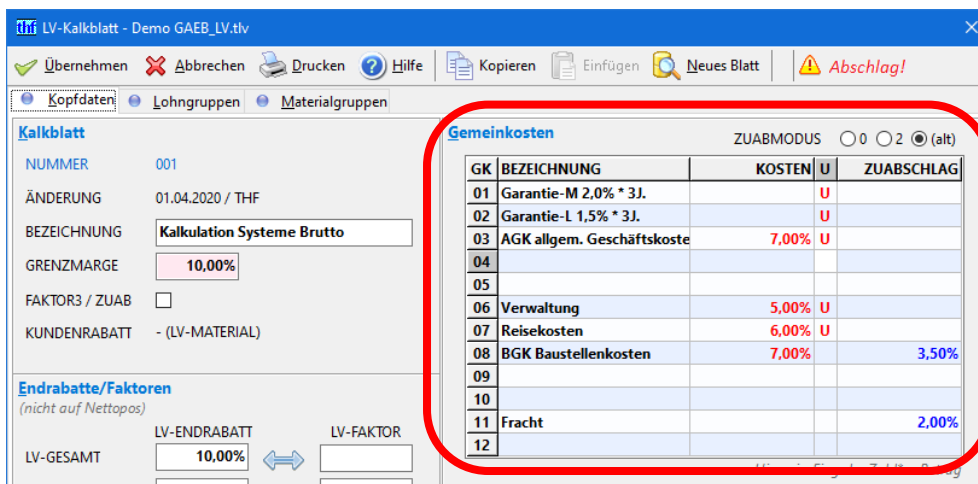 thf LV-Kalkblatt - Demo GAEB_LV.tlv
Übernehmen Abbrechen Drucken Hilfe Kopieren Einfügen Neues Blatt Abschlag!
Kopfdaten Lohngruppen Materialgruppen
Kalkblatt
NUMMER 001
ÄNDERUNG 01.04.2020 / THF
BEZEICHNUNG Kalkulation Systeme Brutto
GRENZMARGE 10,00%
FAKTOR3 / ZUAB
KUNDENRABATT - (LV-MATERIAL)
Endrabatte/Faktoren
(nicht auf Nettopos)
LV-ENDRABATT LV-FAKTOR
LV-GESAMT 10,00%
Gemeinkosten ZUABMODUS 0 2 (alt)
GK BEZEICHNUNG KOSTEN U ZUABSCHLAG
01 Garantie-M 2,0% * 3J. U
02 Garantie-L 1,5% * 3J. U
03 AGK allgem. Geschäftskoste 7,00% U
04
05
06 Verwaltung 5,00% U
07 Reisekosten 6,00% U
08 BGK Baustellenkosten 7,00% 3,50%
09
10
11 Fracht 2,00%
12